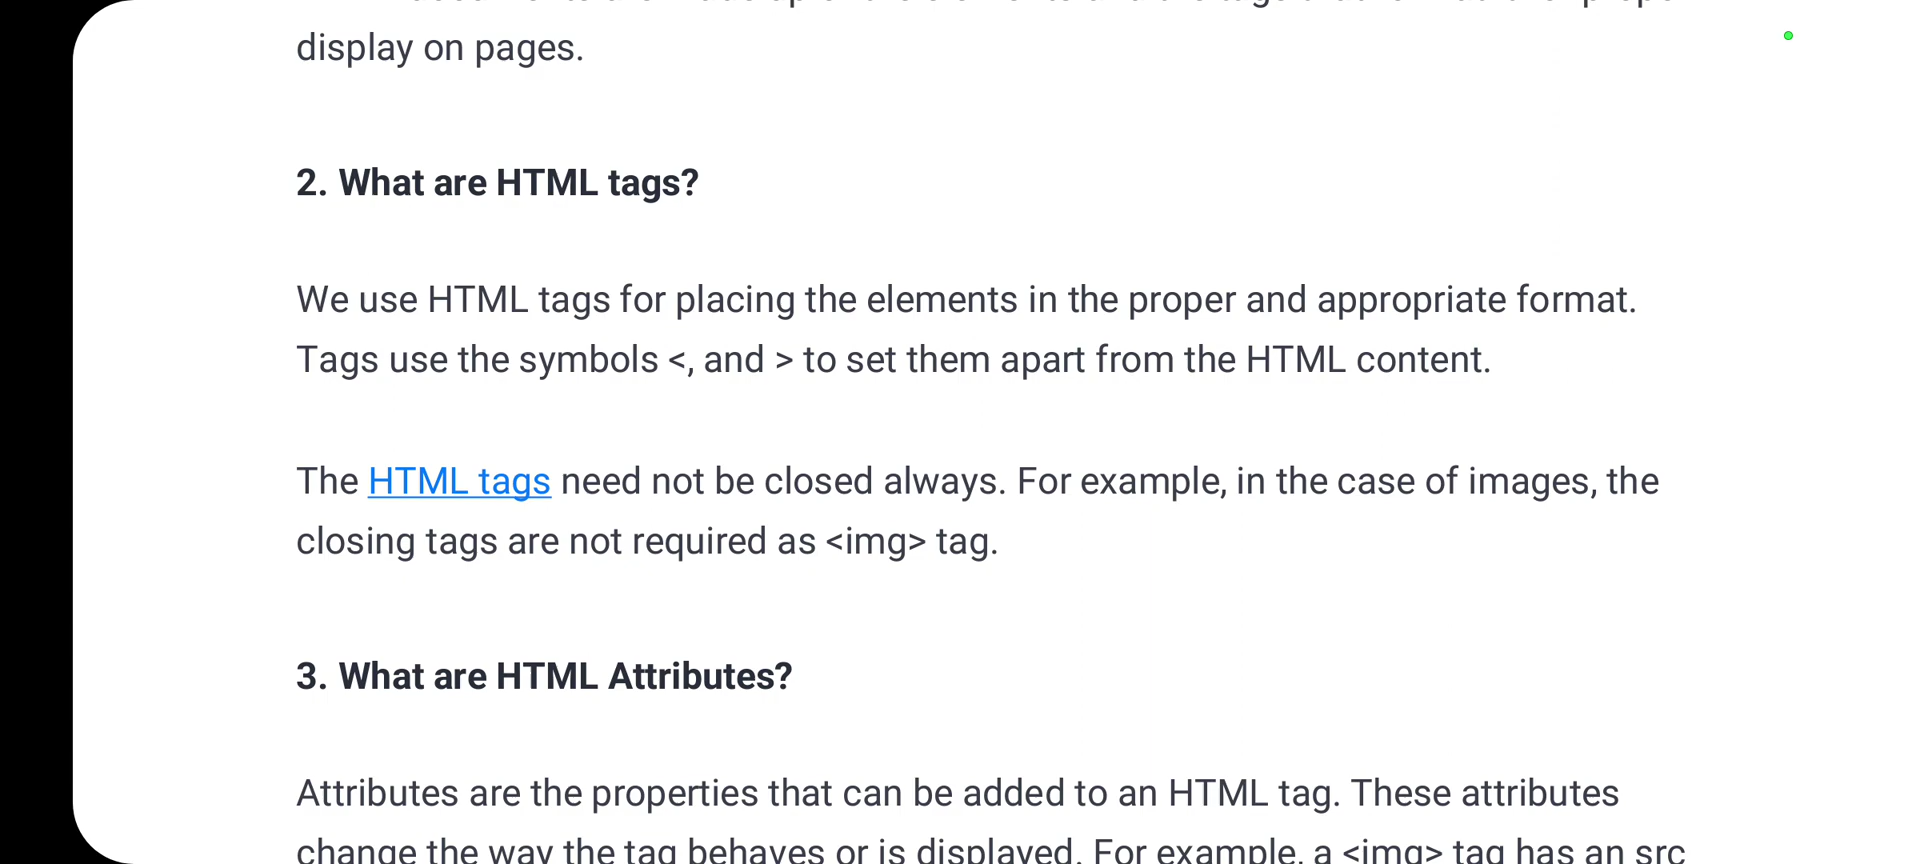 display on pages.
2. What are HTML tags?
We use HTML tags for placing the elements in the proper and appropriate format.
Tags use the symbols <, and > to set them apart from the HTML content.
The HTML tags need not be closed always. For example, in the case of images, the
closing tags are not required as <img> tag.
3. What are HTML Attributes?
Attributes are the properties that can be added to an HTML tag. These attributes
change the way the tag behaves or is displayed. For example, a <img> tag has an src